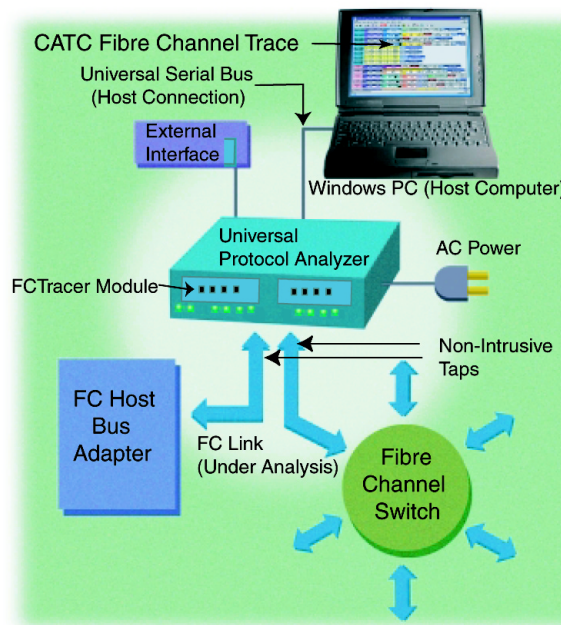 CATC Fibre Channel Trace
Universal Serial Bus
(Host Connection)
External
Interface
Windows PC (Host Computer)
Universal
Protocol Analyzer
AC Power
FCTracer Module
Non-Intrusive
Taps
FC Host
Bus
Adapter
FC Link
(Under Analysis)
Fibre
Channel
Switch